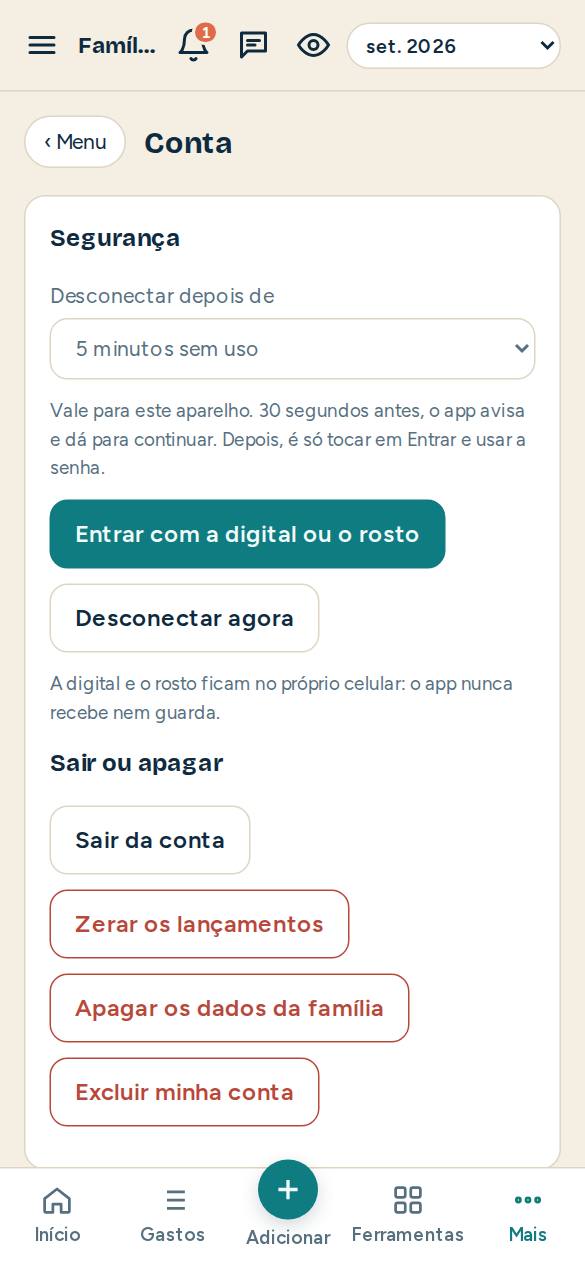 Famíl...
1
set. 2026
‹ Menu
Conta
Segurança
Desconectar depois de
5 minutos sem uso
Vale para este aparelho. 30 segundos antes, o app avisa
e dá para continuar. Depois, é só tocar em Entrar e usar a
senha.
Entrar com a digital ou o rosto
Desconectar agora
A digital e o rosto ficam no próprio celular: o app nunca
recebe nem guarda.
Sair ou apagar
Sair da conta
Zerar os lançamentos
Apagar os dados da família
Excluir minha conta
Início
Gastos
Adicionar
Ferramentas
Mais